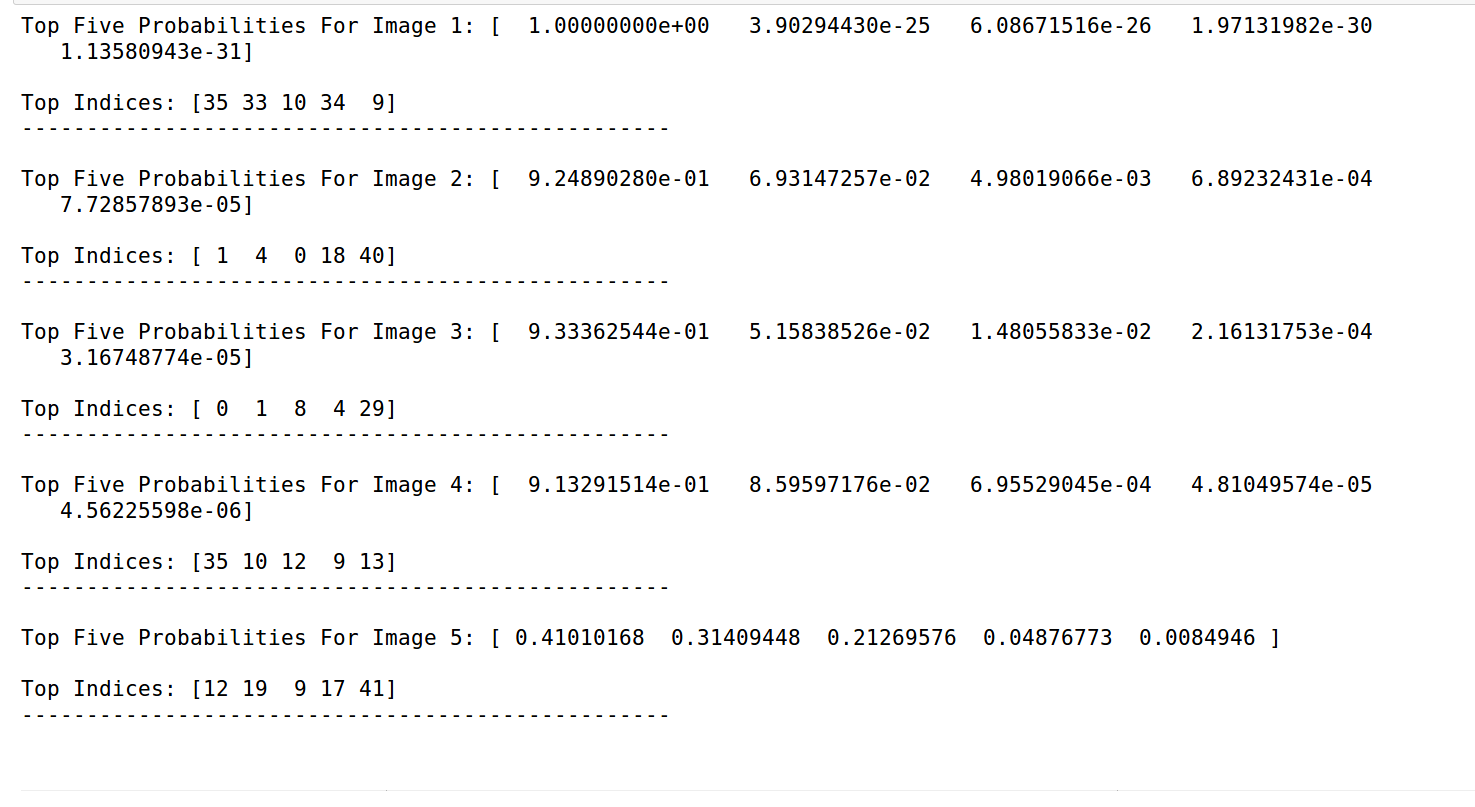 Top Five Probabilities For Image 1: [  1.00000000e+00   3.90294430e-25   6.08671516e-26   1.97131982e-30
   1.13580943e-31]
Top Indices: [35 33 10 34  9]
--------------------------------------------------
Top Five Probabilities For Image 2: [  9.24890280e-01   6.93147257e-02   4.98019066e-03   6.89232431e-04
   7.72857893e-05]
Top Indices: [ 1  4  0 18 40]
--------------------------------------------------
Top Five Probabilities For Image 3: [  9.33362544e-01   5.15838526e-02   1.48055833e-02   2.16131753e-04
   3.16748774e-05]
Top Indices: [ 0  1  8  4 29]
--------------------------------------------------
Top Five Probabilities For Image 4: [  9.13291514e-01   8.59597176e-02   6.95529045e-04   4.81049574e-05
   4.56225598e-06]
Top Indices: [35 10 12  9 13]
--------------------------------------------------
Top Five Probabilities For Image 5: [ 0.41010168  0.31409448  0.21269576  0.04876773  0.0084946 ]
Top Indices: [12 19  9 17 41]
--------------------------------------------------